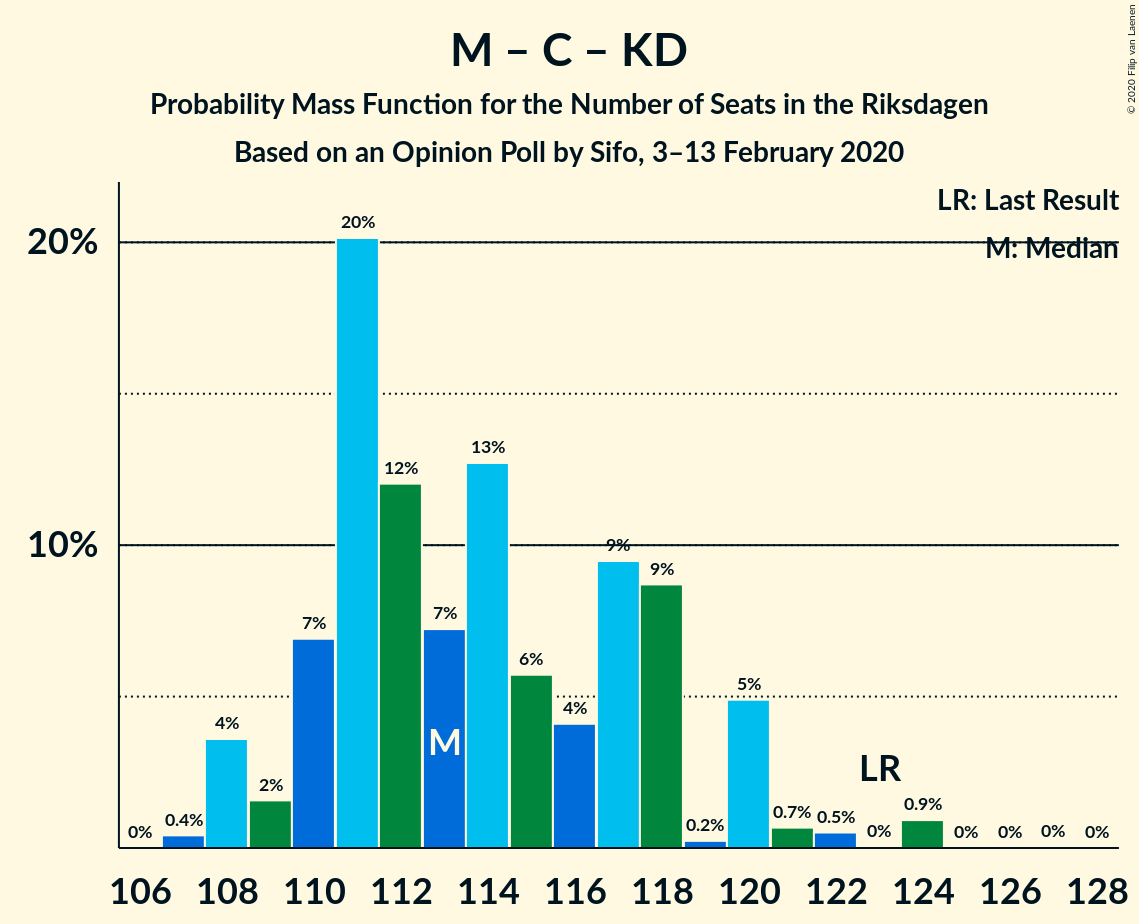 M – C – KD
Probability Mass Function for the Number of Seats in the Riksdagen
Based on an Opinion Poll by Sifo, 3–13 February 2020
© 2020 Filip van Laenen
LR: Last Result
M: Median
20%
10%
0%
0.4%
4%
2%
7%
20%
12%
7%
13%
6%
4%
9%
9%
0.2%
5%
0.7%
0.5%
0%
0.9%
0%
0%
0%
0%
M
LR
106 108 110 112 114 116 118 120 122 124 126 128